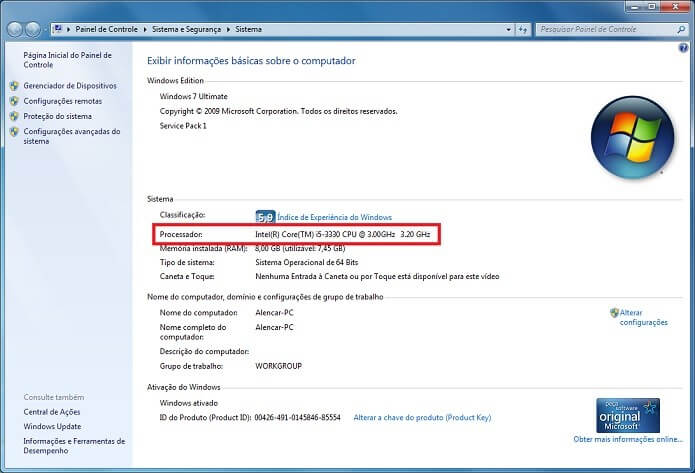 Painel de Controle ▸ Sistema e Segurança ▸ Sistema
Pesquisar Painel de Controle
Página Inicial do Painel de
Controle
Gerenciador de Dispositivos
Configurações remotas
Proteção do sistema
Configurações avançadas do
sistema
Exibir informações básicas sobre o computador
Windows Edition
Windows 7 Ultimate
Copyright © 2009 Microsoft Corporation. Todos os direitos reservados.
Service Pack 1
Sistema
Classificação: 5,9 Índice de Experiência do Windows
Processador: Intel(R) Core(TM) i5-3330 CPU @ 3.00GHz 3.20 GHz
Memória instalada (RAM): 8,00 GB (utilizável: 7,45 GB)
Tipo de sistema: Sistema Operacional de 64 Bits
Caneta e Toque: Nenhuma Entrada à Caneta ou por Toque está disponível para este vídeo
Nome do computador, domínio e configurações de grupo de trabalho
Nome do computador: Alencar-PC
Alterar
configurações
Nome completo do
computador: Alencar-PC
Descrição do computador:
Grupo de trabalho: WORKGROUP
Ativação do Windows
Windows ativado
ID do Produto (Product ID): 00426-491-0145846-85554 Alterar a chave do produto (Product Key)
peça
software
original
Microsoft
Obter mais informações online...
Consulte também
Central de Ações
Windows Update
Informações e Ferramentas de
Desempenho